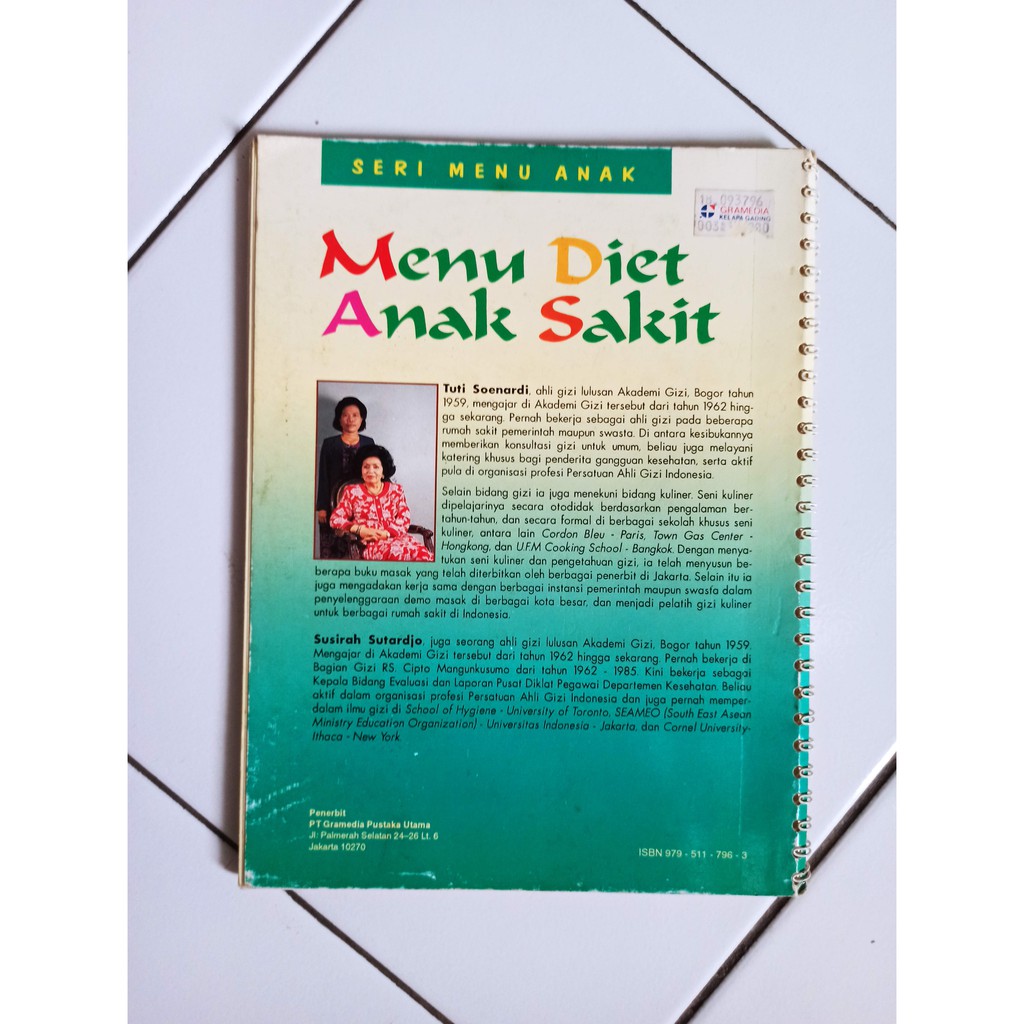 SERI MENU ANAK
GRAMEDIA
KELAPA GADING
Menu Diet
Anak Sakit
Tuti Soenardi, ahli gizi lulusan Akademi Gizi, Bogor tahun
1959, mengajar di Akademi Gizi tersebut dari tahun 1962 hing-
ga sekarang. Pernah bekerja sebagai ahli gizi pada beberapa
rumah sakit pemerintah maupun swasta. Di antara kesibukannya
memberikan konsultasi gizi untuk umum, beliau juga melayani
katering khusus bagi penderita gangguan kesehatan, serta aktif
pula di organisasi profesi Persatuan Ahli Gizi Indonesia.
Selain bidang gizi ia juga menekuni bidang kuliner. Seni kuliner
dipelajarinya secara otodidak berdasarkan pengalaman ber-
tahun-tahun, dan secara formal di berbagai sekolah khusus seni
kuliner, antara lain Cordon Bleu - Paris, Town Gas Center -
Hongkong, dan U.F.M Cooking School - Bangkok. Dengan menya-
tukan seni kuliner dan pengetahuan gizi, ia telah menyusun be-
berapa buku masak yang telah diterbitkan oleh berbagai penerbit di Jakarta. Selain itu ia
juga mengadakan kerja sama dengan berbagai instansi pemerintah maupun swasta dalam
penyelenggaraan demo masak di berbagai kota besar, dan menjadi pelatih gizi kuliner
untuk berbagai rumah sakit di Indonesia.
Susirah Sutardjo, juga seorang ahli gizi lulusan Akademi Gizi, Bogor tahun 1959.
Mengajar di Akademi Gizi tersebut dari tahun 1962 hingga sekarang. Pernah bekerja di
Bagian Gizi RS. Cipto Mangunkusumo dari tahun 1962 - 1985. Kini bekerja sebagai
Kepala Bidang Evaluasi dan Laporan Pusat Diklat Pegawai Departemen Kesehatan. Beliau
aktif dalam organisasi profesi Persatuan Ahli Gizi Indonesia dan juga pernah memper-
dalam ilmu gizi di School of Hygiene - University of Toronto, SEAMEO (South East Asean
Ministry Education Organization) - Universitas Indonesia - Jakarta, dan Cornel University-
Ithaca - New York.
Penerbit
PT Gramedia Pustaka Utama
Jl. Palmerah Selatan 24–26 Lt. 6
Jakarta 10270
ISBN 979 - 511 - 796 - 3